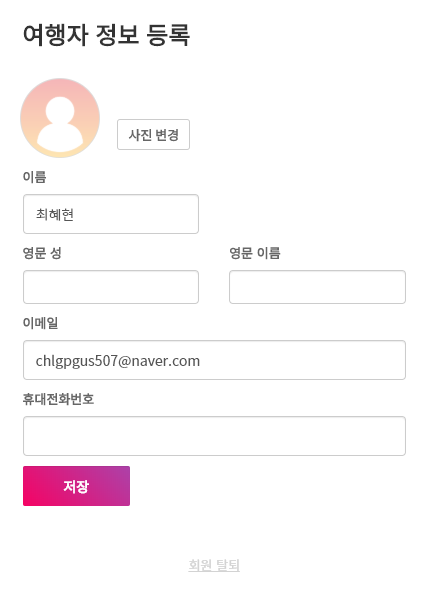 여행자 정보 등록
사진 변경
이름
최혜현
영문 성 영문 이름
이메일
chlgpgus507@naver.com
휴대전화번호
저장
회원 탈퇴